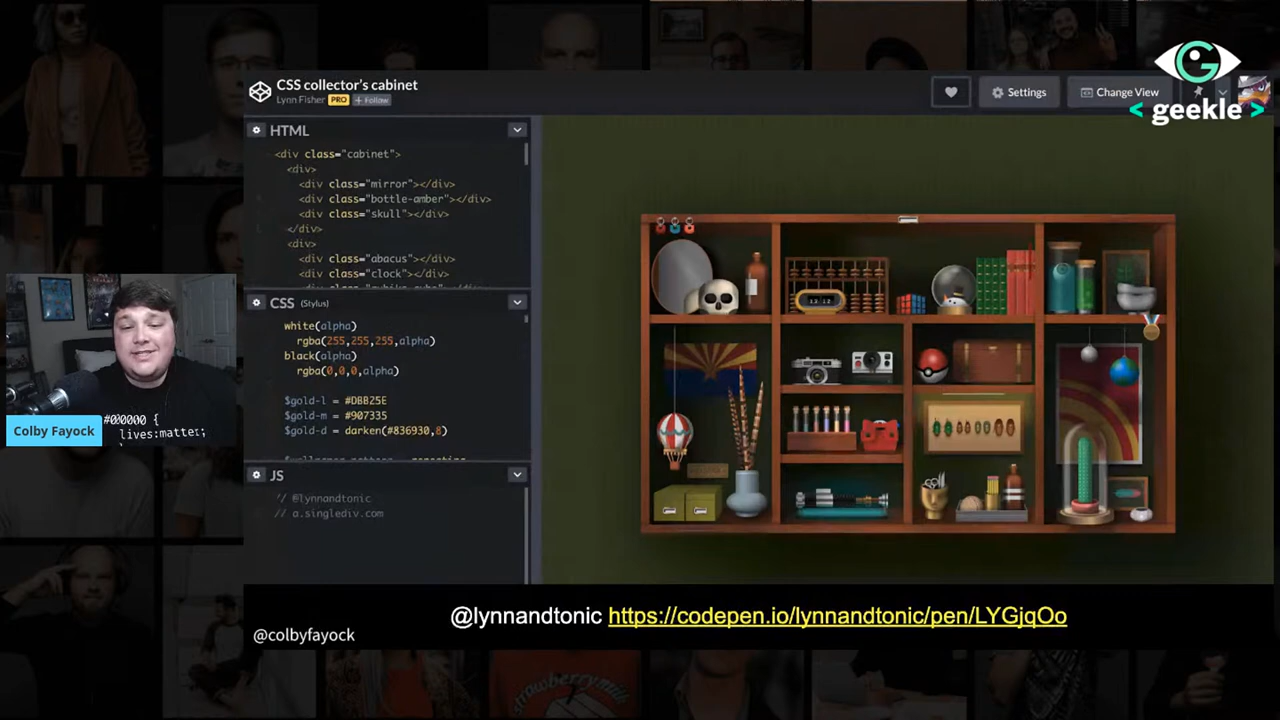 CSS collector's cabinet
Lynn Fisher PRO + Follow
Settings
Change View
< geekle >
HTML
<div class="cabinet">
<div>
<div class="mirror"></div>
<div class="bottle-amber"></div>
<div class="skull"></div>
</div>
<div>
<div class="abacus"></div>
<div class="clock"></div>
CSS (Stylus)
white(alpha)
rgba(255,255,255,alpha)
black(alpha)
rgba(0,0,0,alpha)
$gold-l = #DBB25E
$gold-m = #907335
$gold-d = darken(#836930,8)
JS
// @lynnandtonic
// a.singlediv.com
13 12
#000000 {
lives:matter;
Colby Fayock
@lynnandtonic https://codepen.io/lynnandtonic/pen/LYGjqOo
@colbyfayock